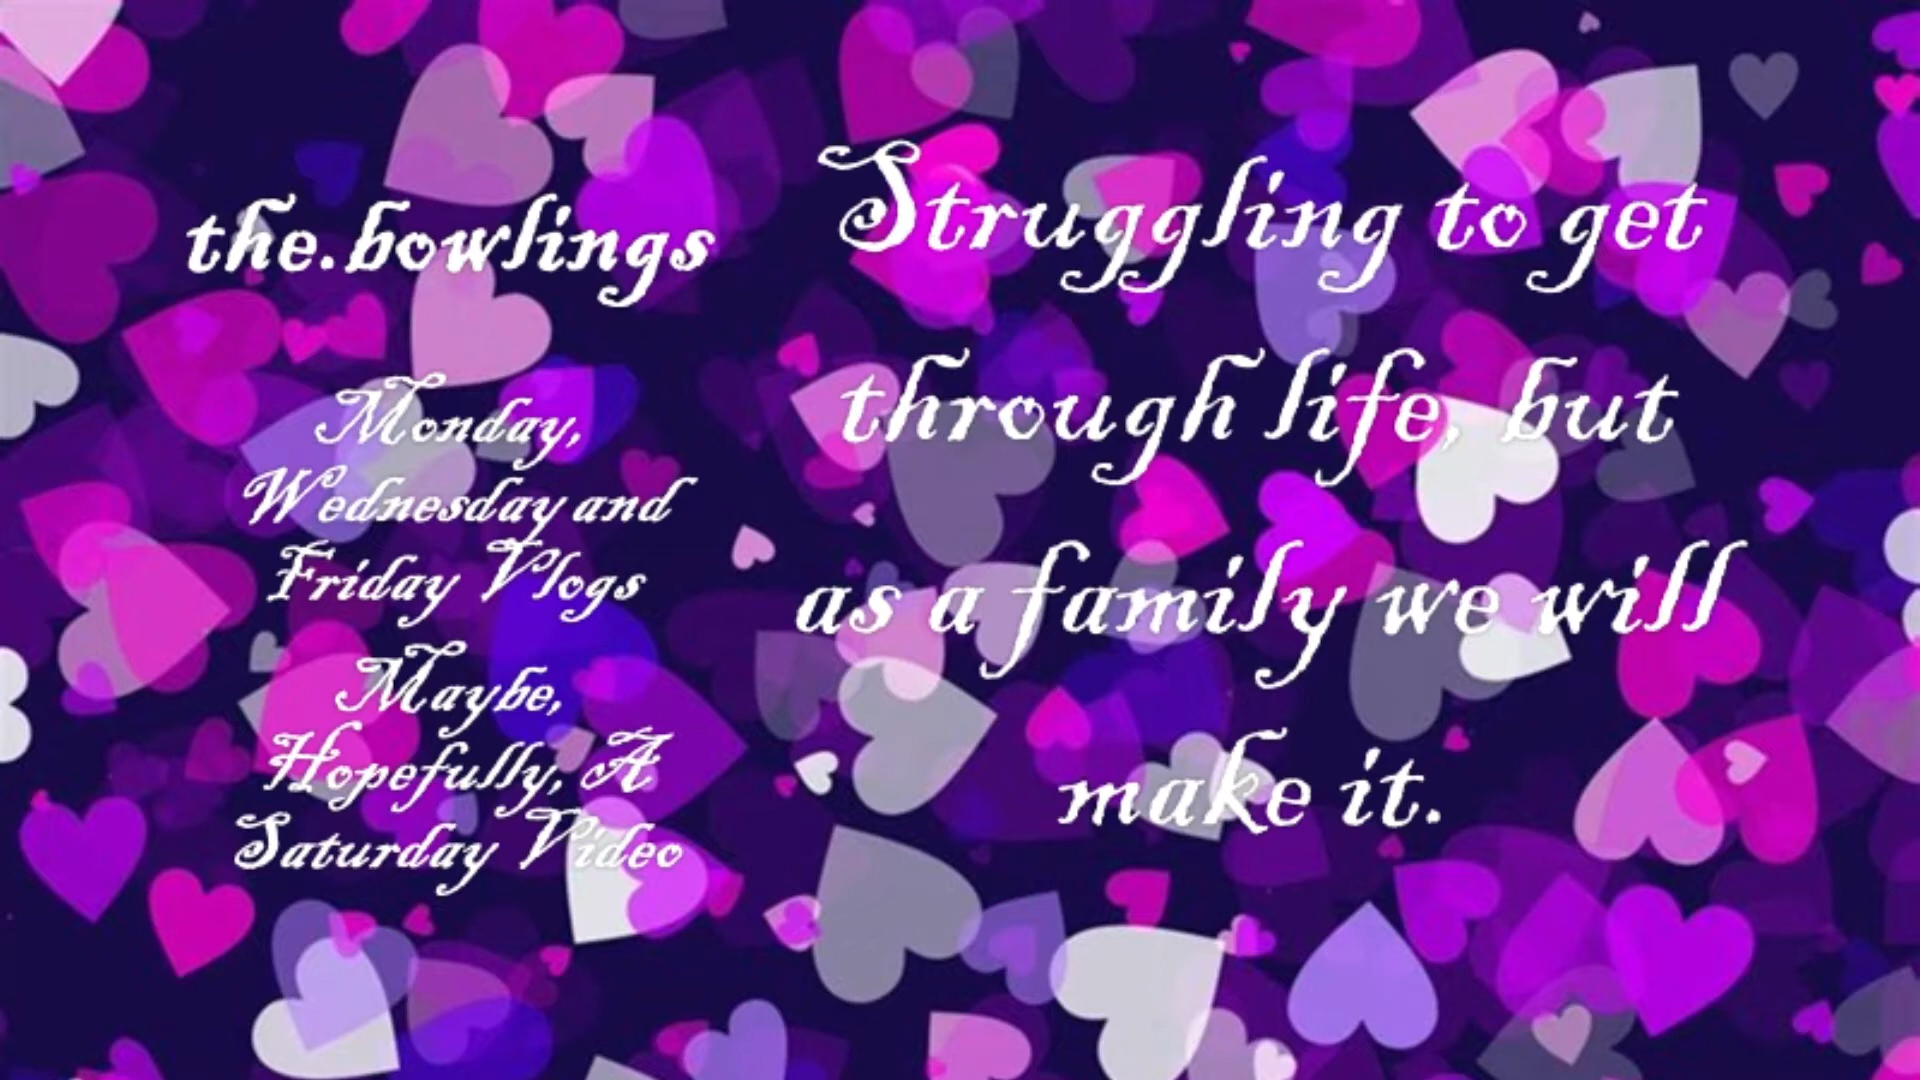 the.bowlings
Monday,
Wednesday and
Friday Vlogs
Maybe,
Hopefully, A
Saturday Video
Struggling to get
through life, but
as a family we will
make it.